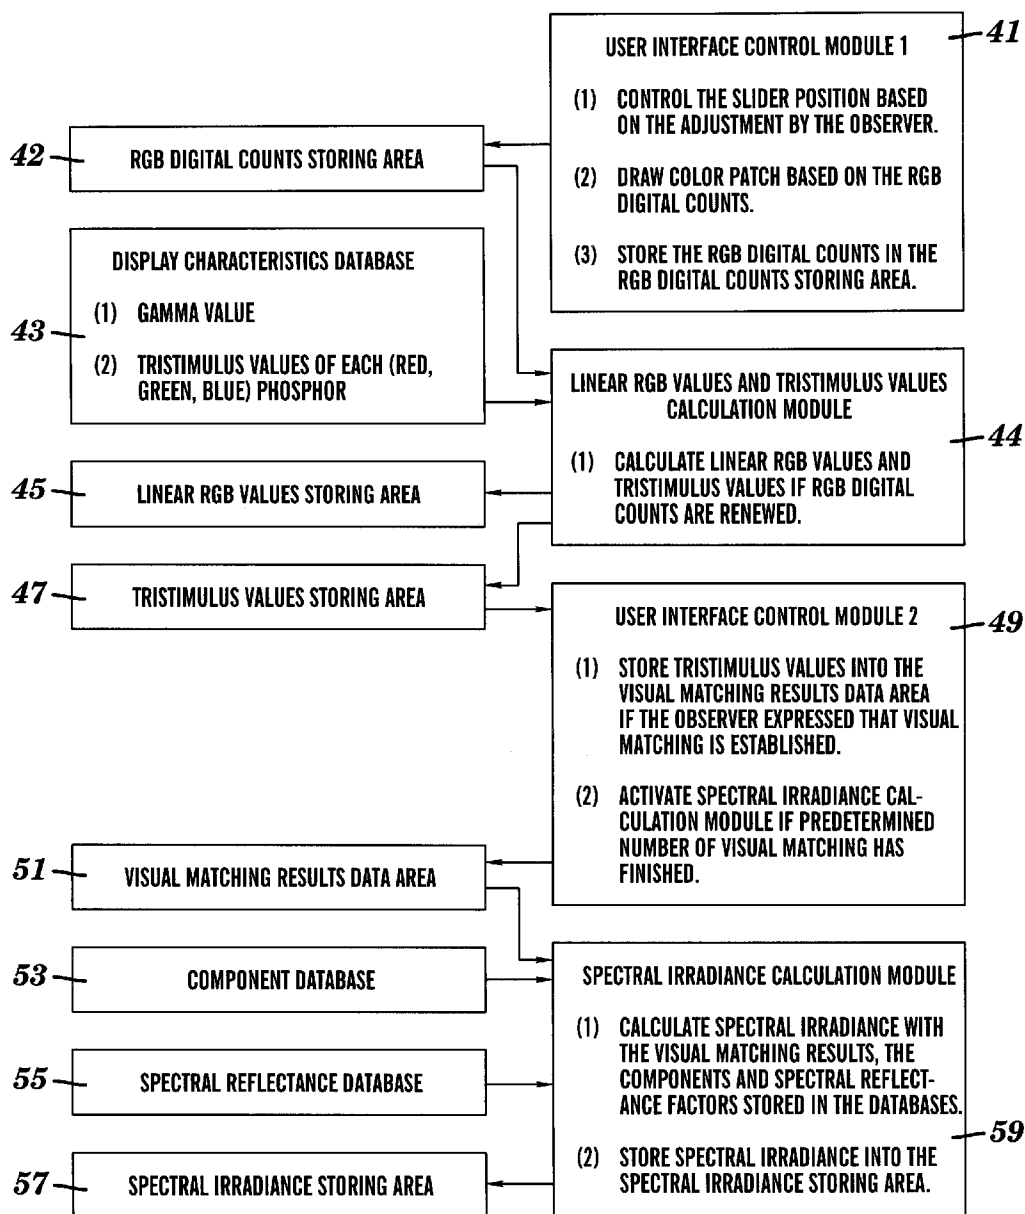 41
USER INTERFACE CONTROL MODULE 1
(1) CONTROL THE SLIDER POSITION BASED
ON THE ADJUSTMENT BY THE OBSERVER.
(2) DRAW COLOR PATCH BASED ON THE RGB
DIGITAL COUNTS.
(3) STORE THE RGB DIGITAL COUNTS IN THE
RGB DIGITAL COUNTS STORING AREA.
42
RGB DIGITAL COUNTS STORING AREA
43
DISPLAY CHARACTERISTICS DATABASE
(1) GAMMA VALUE
(2) TRISTIMULUS VALUES OF EACH (RED,
GREEN, BLUE) PHOSPHOR
44
LINEAR RGB VALUES AND TRISTIMULUS VALUES
CALCULATION MODULE
(1) CALCULATE LINEAR RGB VALUES AND
TRISTIMULUS VALUES IF RGB DIGITAL
COUNTS ARE RENEWED.
45
LINEAR RGB VALUES STORING AREA
47
TRISTIMULUS VALUES STORING AREA
49
USER INTERFACE CONTROL MODULE 2
(1) STORE TRISTIMULUS VALUES INTO THE
VISUAL MATCHING RESULTS DATA AREA
IF THE OBSERVER EXPRESSED THAT VISUAL
MATCHING IS ESTABLISHED.
(2) ACTIVATE SPECTRAL IRRADIANCE CAL-
CULATION MODULE IF PREDETERMINED
NUMBER OF VISUAL MATCHING HAS
FINISHED.
51
VISUAL MATCHING RESULTS DATA AREA
53
COMPONENT DATABASE
55
SPECTRAL REFLECTANCE DATABASE
57
SPECTRAL IRRADIANCE STORING AREA
SPECTRAL IRRADIANCE CALCULATION MODULE
(1) CALCULATE SPECTRAL IRRADIANCE WITH
THE VISUAL MATCHING RESULTS, THE
COMPONENTS AND SPECTRAL REFLECT-
ANCE FACTORS STORED IN THE DATABASES.
59
(2) STORE SPECTRAL IRRADIANCE INTO THE
SPECTRAL IRRADIANCE STORING AREA.